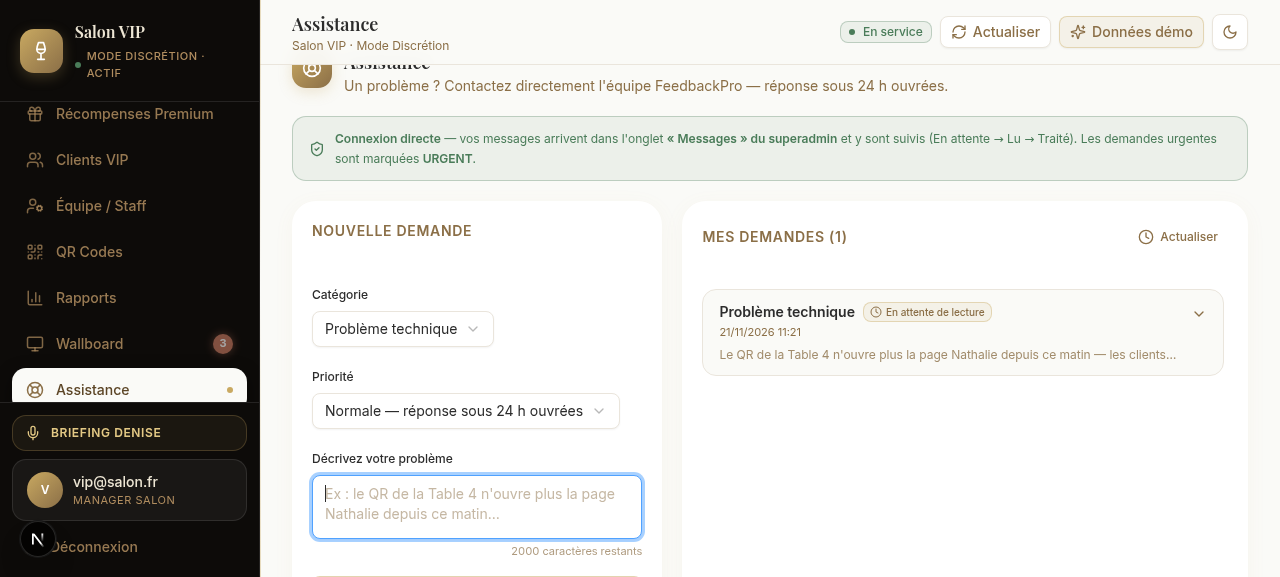 Salon VIP
MODE DISCRÉTION ·
ACTIF
Récompenses Premium
Clients VIP
Équipe / Staff
QR Codes
Rapports
Wallboard
3
Assistance
BRIEFING DENISE
V
vip@salon.fr
MANAGER SALON
N
Déconnexion
Assistance
Salon VIP · Mode Discrétion
En service
Actualiser
Données démo
Assistance
Un problème ? Contactez directement l'équipe FeedbackPro — réponse sous 24 h ouvrées.
Connexion directe — vos messages arrivent dans l'onglet « Messages » du superadmin et y sont suivis (En attente → Lu → Traité). Les demandes urgentes
sont marquées URGENT.
NOUVELLE DEMANDE
Catégorie
Problème technique
Priorité
Normale — réponse sous 24 h ouvrées
Décrivez votre problème
Ex : le QR de la Table 4 n'ouvre plus la page
Nathalie depuis ce matin...
2000 caractères restants
MES DEMANDES (1)
Actualiser
Problème technique
En attente de lecture
21/11/2026 11:21
Le QR de la Table 4 n'ouvre plus la page Nathalie depuis ce matin — les clients...